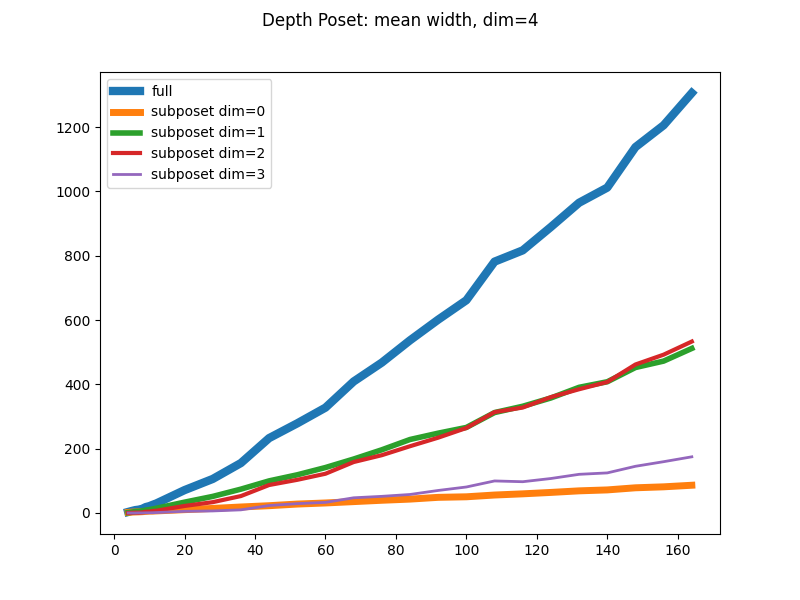 Depth Poset: mean width, dim=4
full
subposet dim=0
subposet dim=1
subposet dim=2
subposet dim=3
1200
1000
800
600
400
200
0
0 20 40 60 80 100 120 140 160